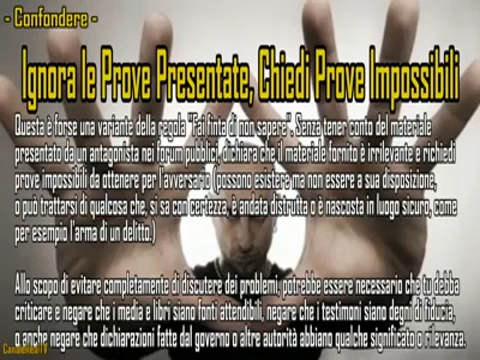 - Confondere -
Ignora le Prove Presentate, Chiedi Prove Impossibili
Questa è forse una variante della regola "Fai finta di non sapere". Senza tener conto del materiale
presentato da un antagonista nei forum pubblici, dichiara che il materiale fornito è irrilevante e richiedi
prove impossibili da ottenere per l'avversario (possono esistere ma non essere a sua disposizione,
o può trattarsi di qualcosa che, si sa con certezza, è andata distrutta o è nascosta in luogo sicuro, come
per esempio l'arma di un delitto.)
Allo scopo di evitare completamente di discutere dei problemi, potrebbe essere necessario che tu debba
criticare e negare che i media e libri siano fonti attendibili, negare che i testimoni siano degni di fiducia,
o anche negare che dichiarazioni fatte dal governo o altre autorità abbiano qualche significato o rilevanza.